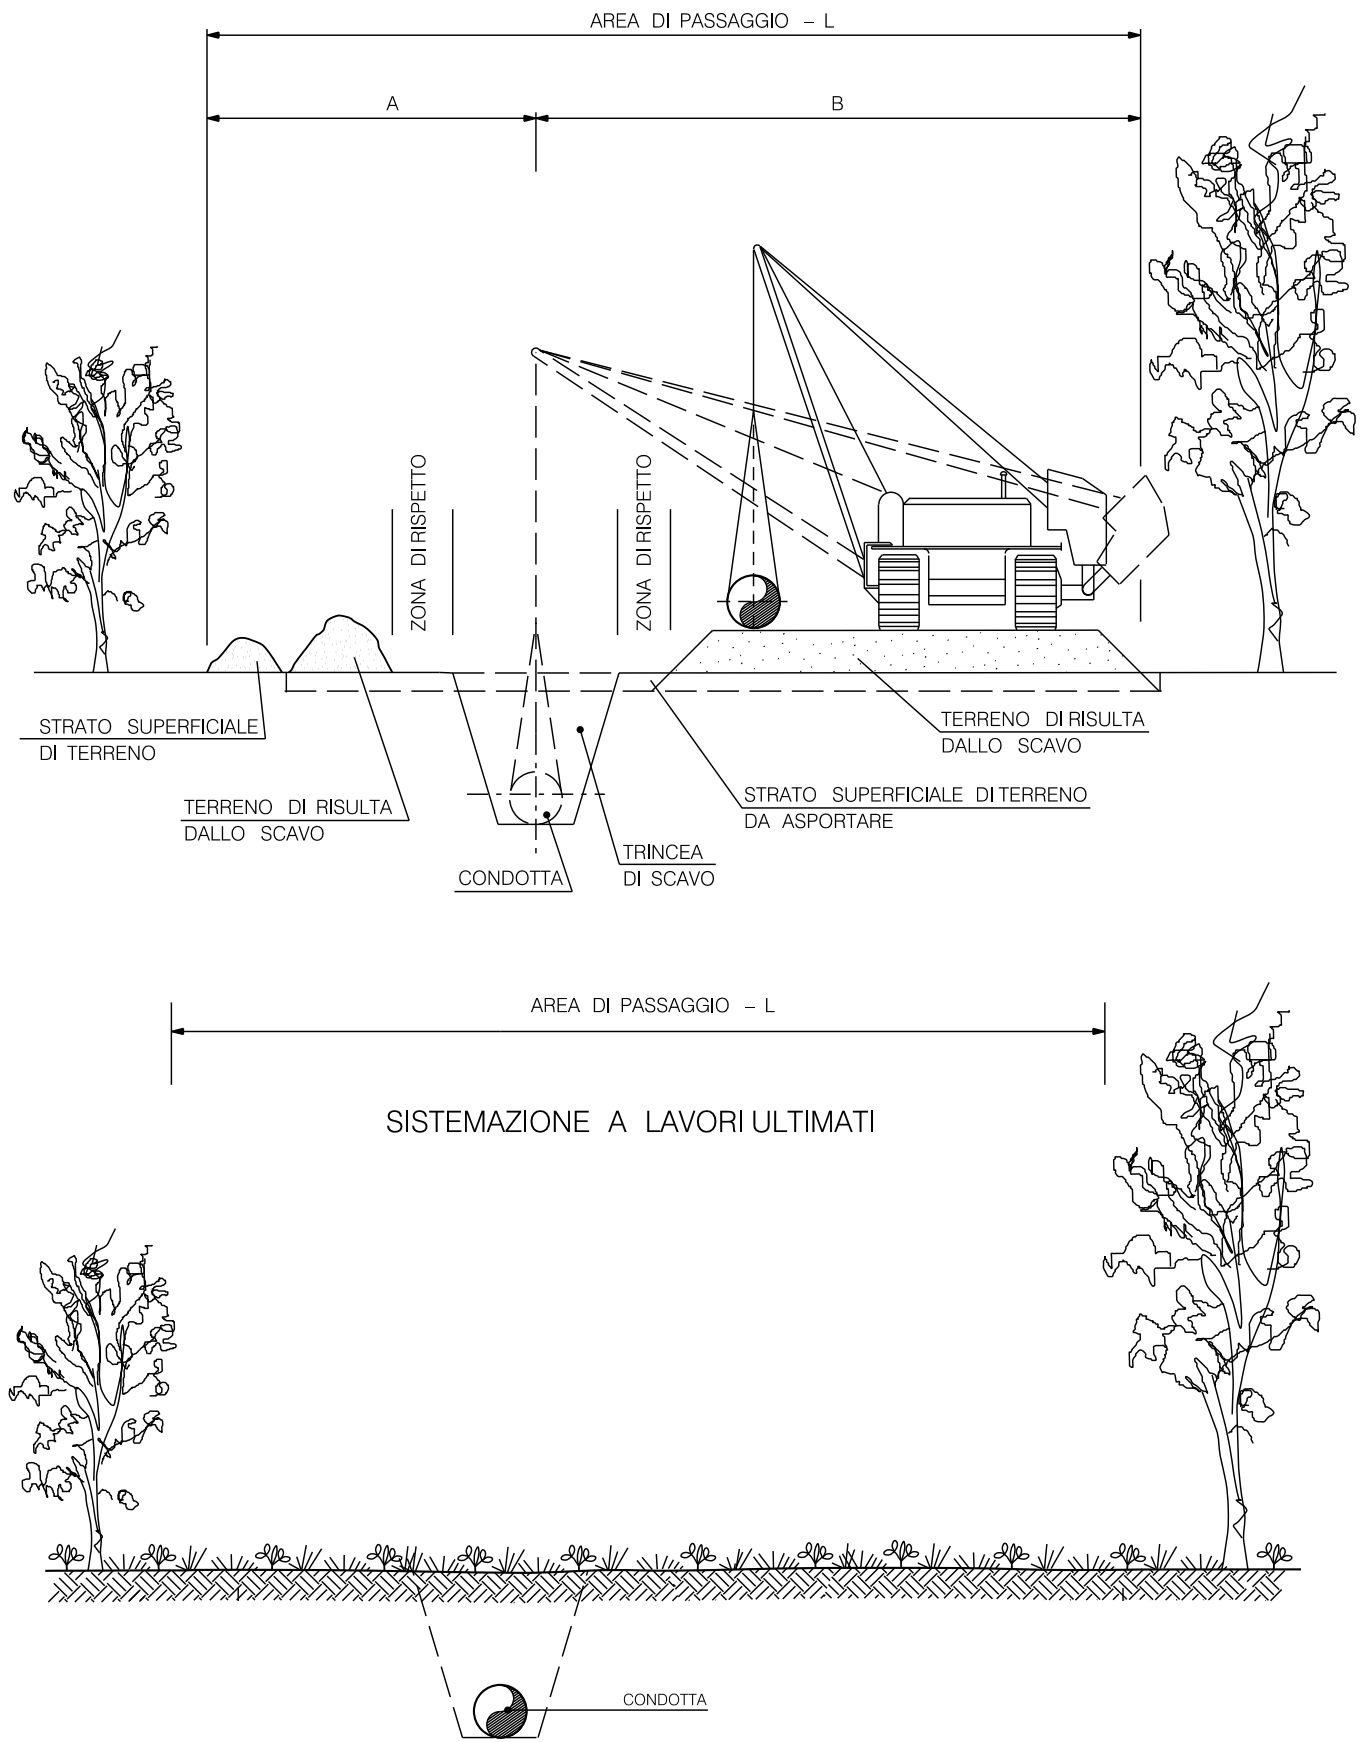 AREA DI PASSAGGIO - L
A
B
ZONA DI RISPETTO
ZONA DI RISPETTO
STRATO SUPERFICIALE
DI TERRENO
TERRENO DI RISULTA
DALLO SCAVO
TERRENO DI RISULTA
DALLO SCAVO
STRATO SUPERFICIALE DI TERRENO
DA ASPORTARE
TRINCEA
DI SCAVO
CONDOTTA
AREA DI PASSAGGIO - L
SISTEMAZIONE A LAVORI ULTIMATI
CONDOTTA